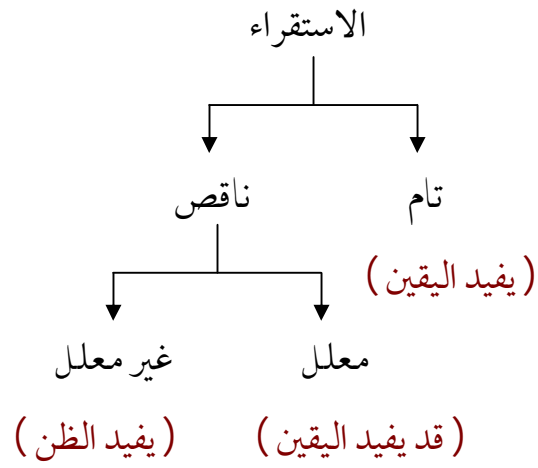 الاستقراء
تام
ناقص
( يفيد اليقين )
معلل
غير معلل
( قد يفيد اليقين )
( يفيد الظن )